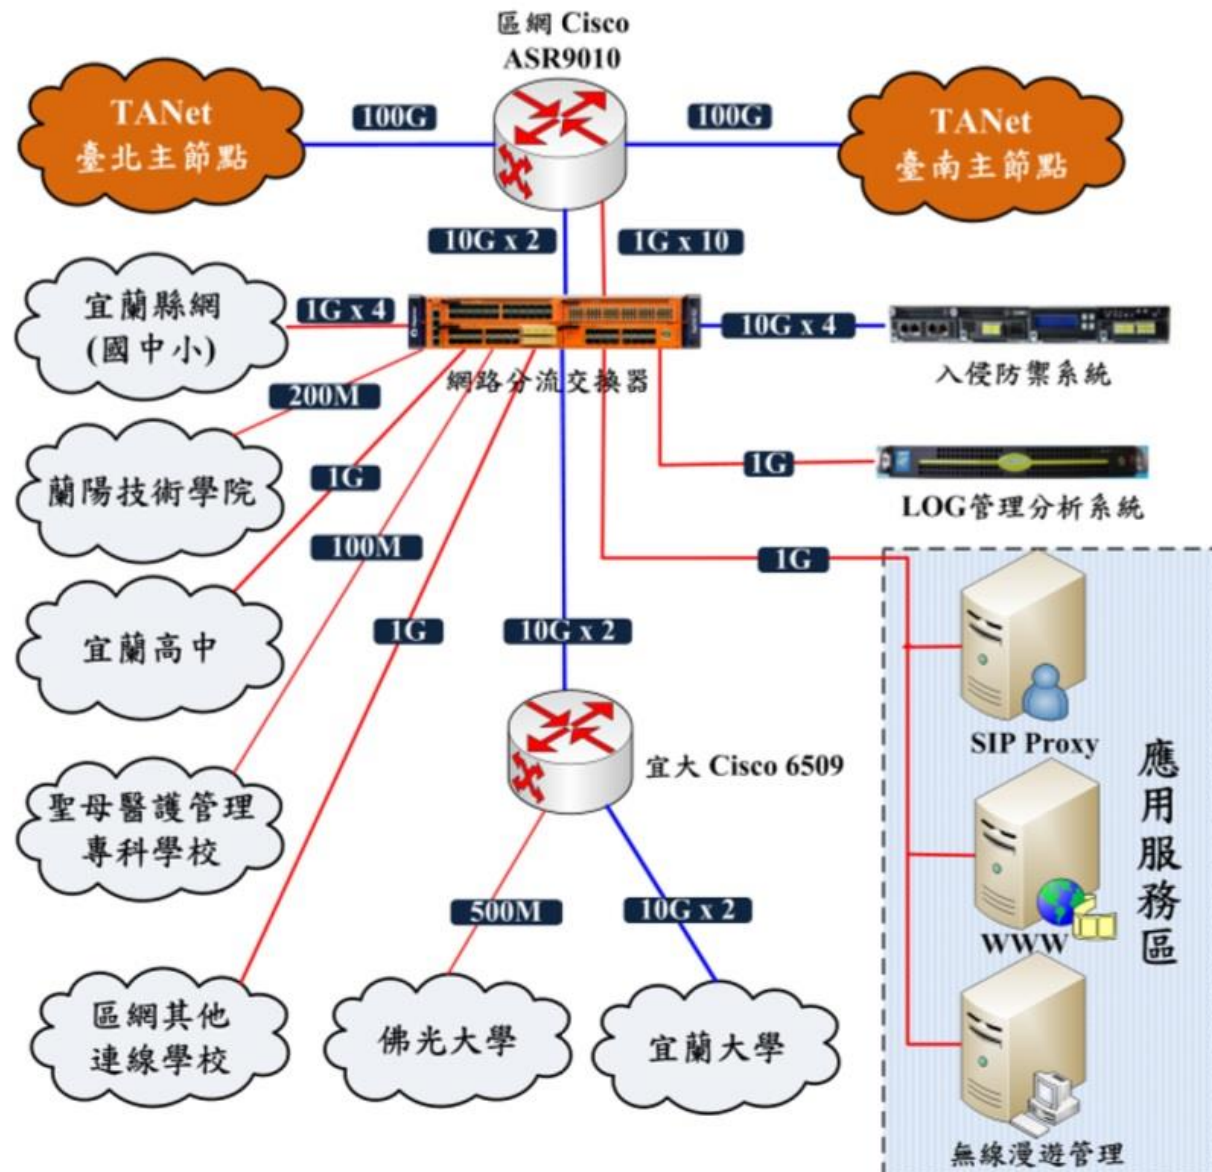 區網 Cisco
ASR9010
TANet
臺北主節點
100G
100G
TANet
臺南主節點
10G x 2
1G x 10
宜蘭縣網
(國中小)
1G x 4
10G x 4
網路分流交換器
入侵防禦系統
200M
蘭陽技術學院
1G
1G
LOG管理分析系統
100M
1G
宜蘭高中
1G
10G x 2
SIP Proxy
宜大 Cisco 6509
聖母醫護管理
專科學校
應用服務區
500M
10G x 2
WWW
區網其他
連線學校
佛光大學
宜蘭大學
無線漫遊管理